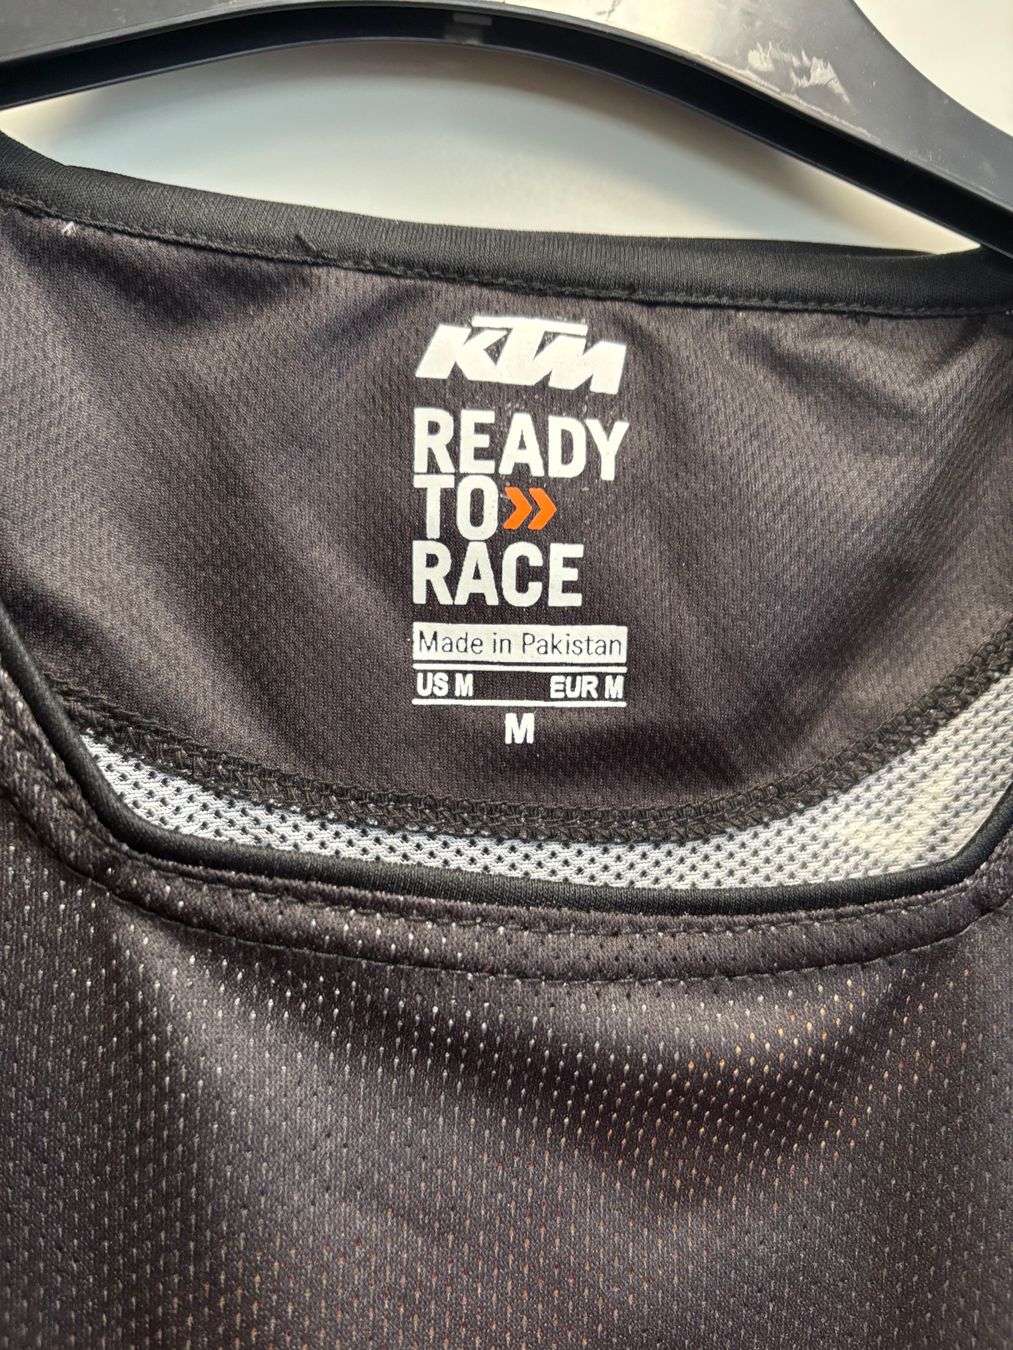 KTM
READY
TO
RACE
Made in Pakistan
US M EUR M
M